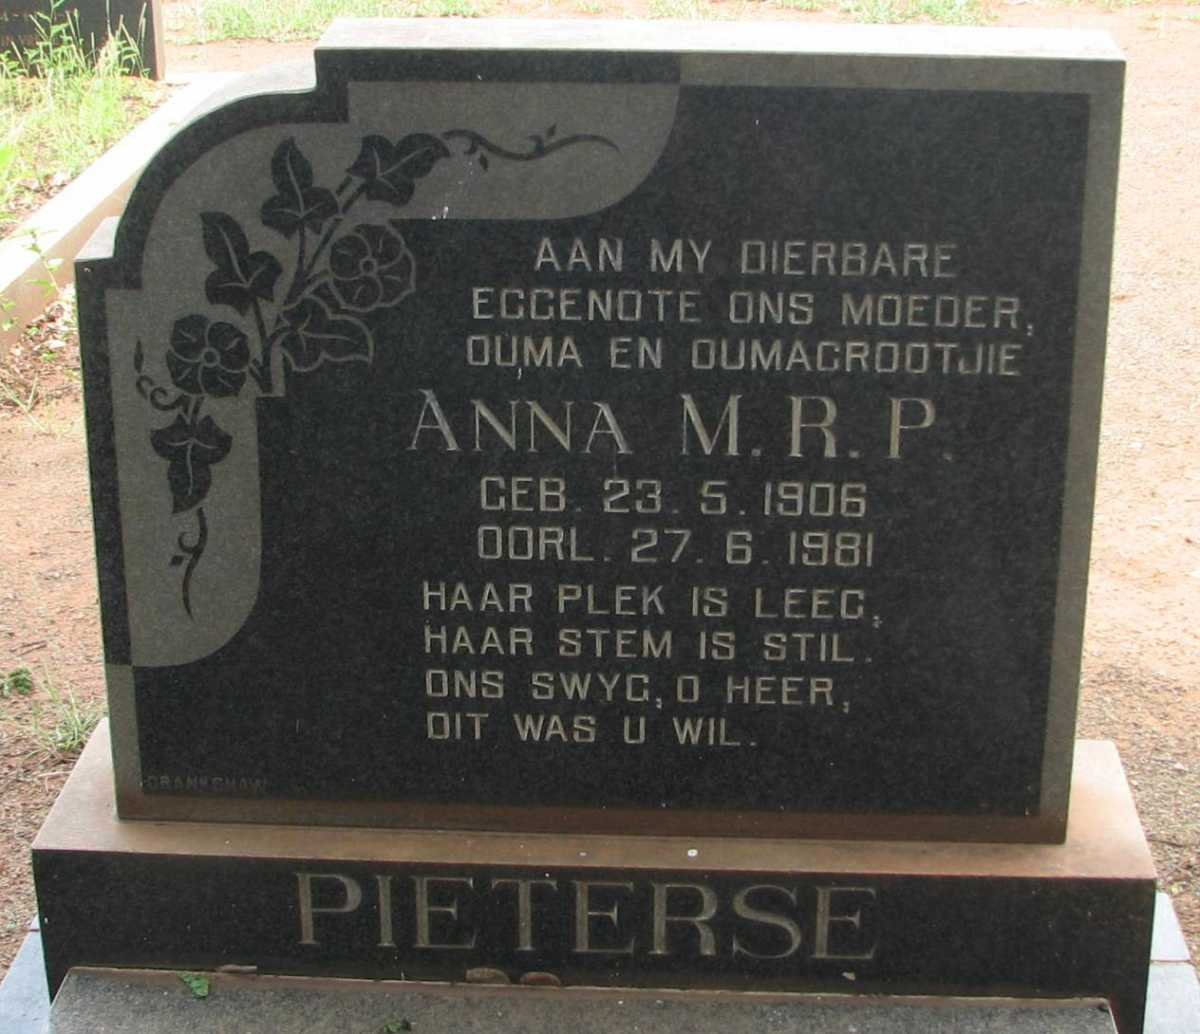 AAN MY DIERBARE
EGGENOTE ONS MOEDER,
OUMA EN OUMAGROOTJIE
ANNA M. R. P.
GEB. 23. 5. 1906
OORL. 27. 6. 1981
HAAR PLEK IS LEEG,
HAAR STEM IS STIL.
ONS SWYG, O HEER,
DIT WAS U WIL.
CRANKSHAW
PIETERSE